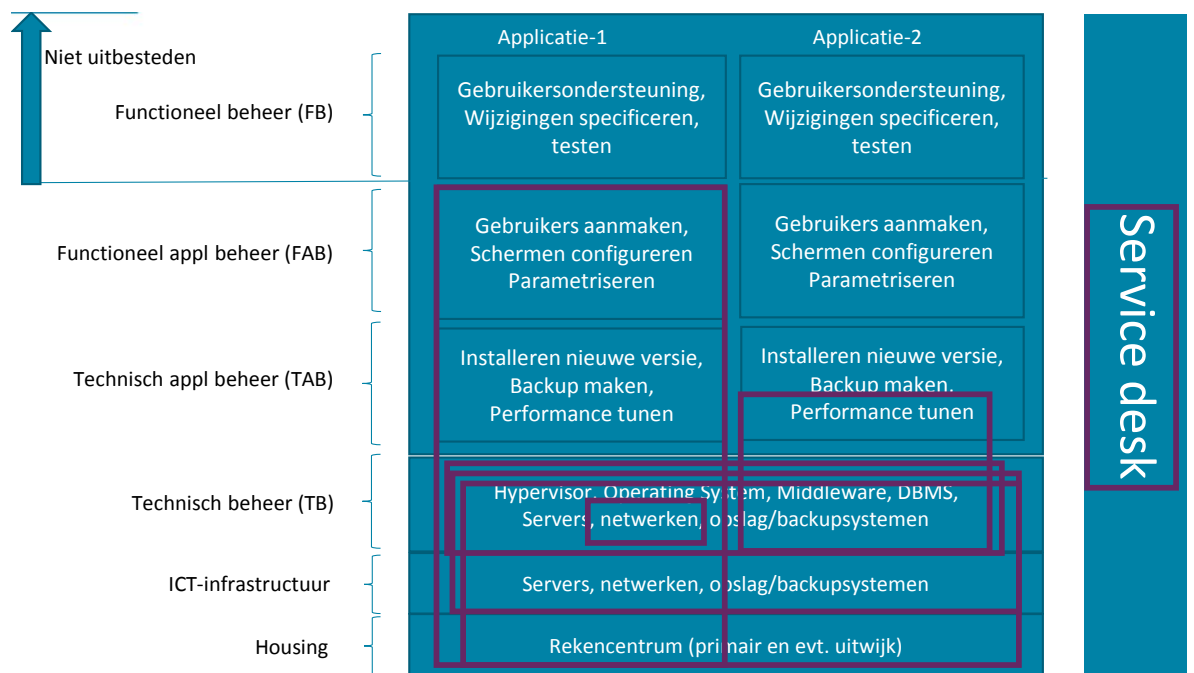 Niet uitbesteden
Applicatie-1
Applicatie-2
Functioneel beheer (FB)
Gebruikersondersteuning,
Wijzigingen specificeren,
testen
Gebruikersondersteuning,
Wijzigingen specificeren,
testen
Functioneel appl beheer (FAB)
Gebruikers aanmaken,
Schermen configureren
Parametriseren
Gebruikers aanmaken,
Schermen configureren
Parametriseren
Technisch appl beheer (TAB)
Installeren nieuwe versie,
Backup maken,
Performance tunen
Installeren nieuwe versie,
Backup maken,
Performance tunen
Technisch beheer (TB)
Hypervisor, Operating System, Middleware, DBMS,
Servers, netwerken, opslag/backupsystemen
ICT-infrastructuur
Servers, netwerken, opslag/backupsystemen
Housing
Rekencentrum (primair en evt. uitwijk)
Service desk